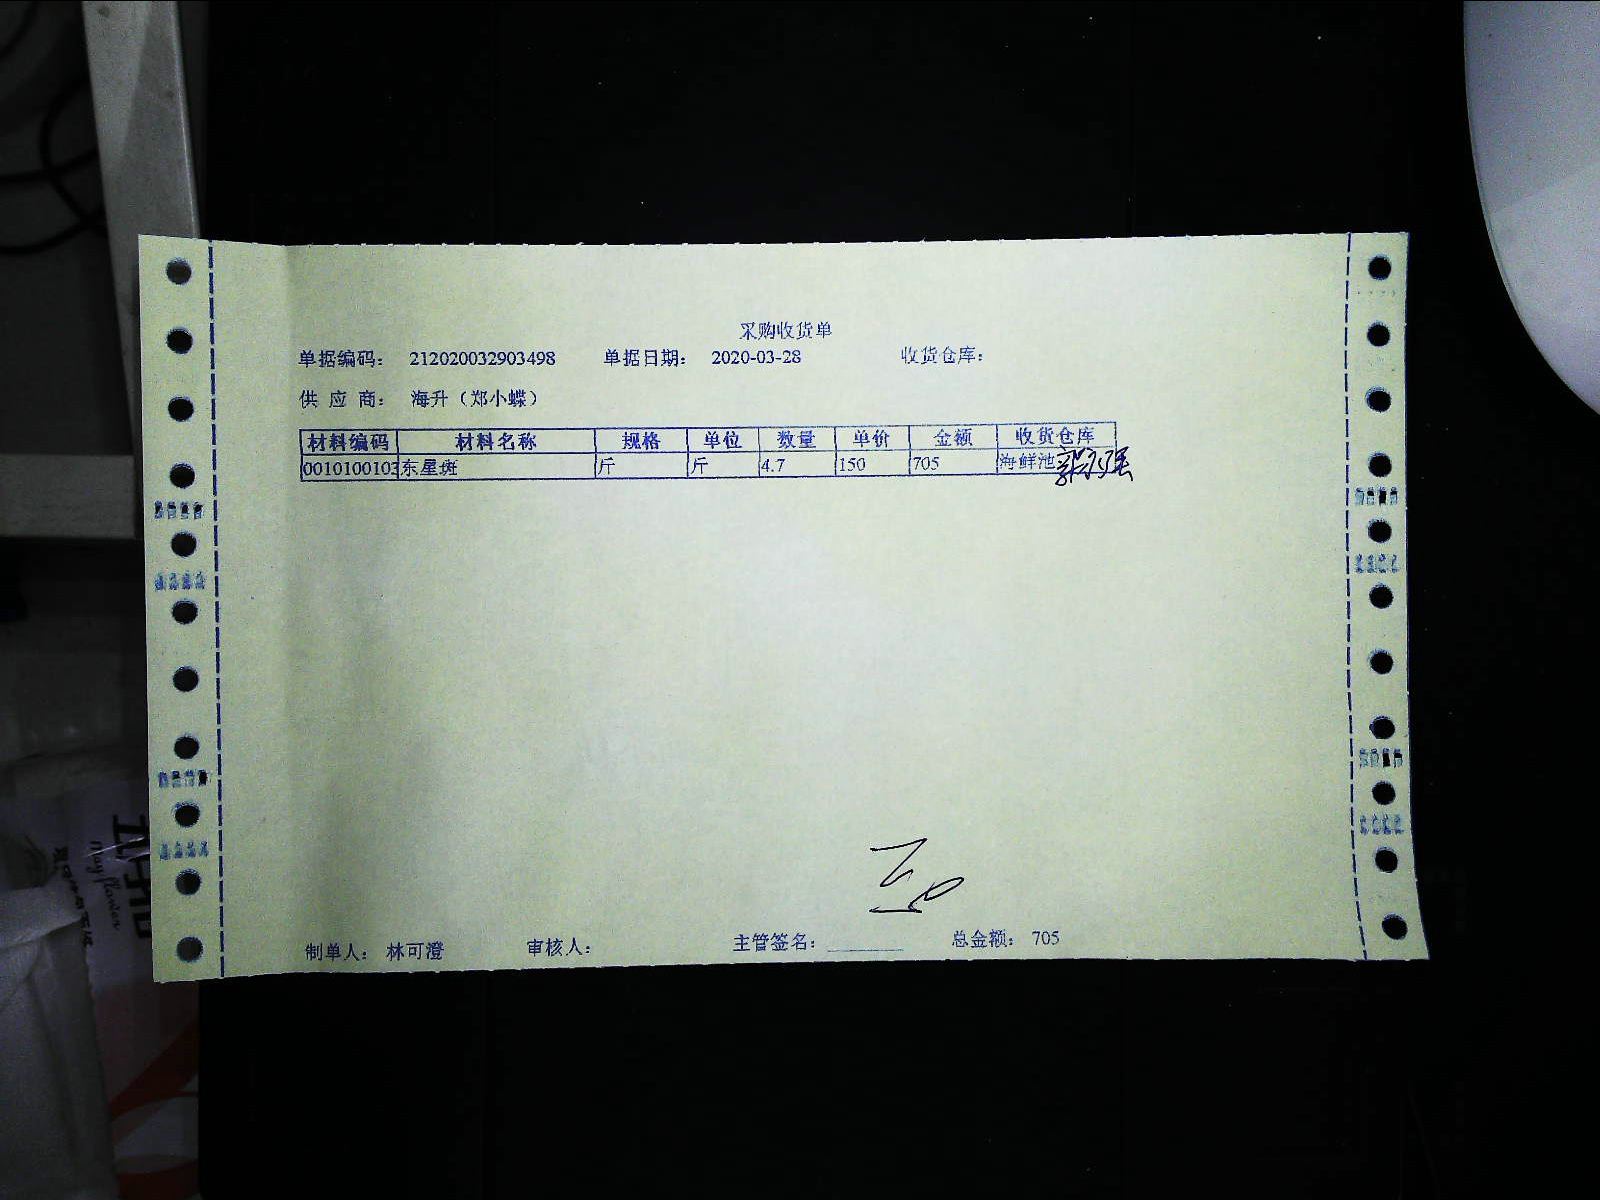 采购收货单
单据编码: 212020032903498 单据日期: 2020-03-28 收货仓库:
供 应 商: 海升（郑小蝶）
材料编码 材料名称 规格 单位 数量 单价 金额 收货仓库
0010100103 东星斑 斤 斤 4.7 150 705 海鲜池
制单人: 林可澄 审核人: 主管签名: 总金额: 705
Mayflower